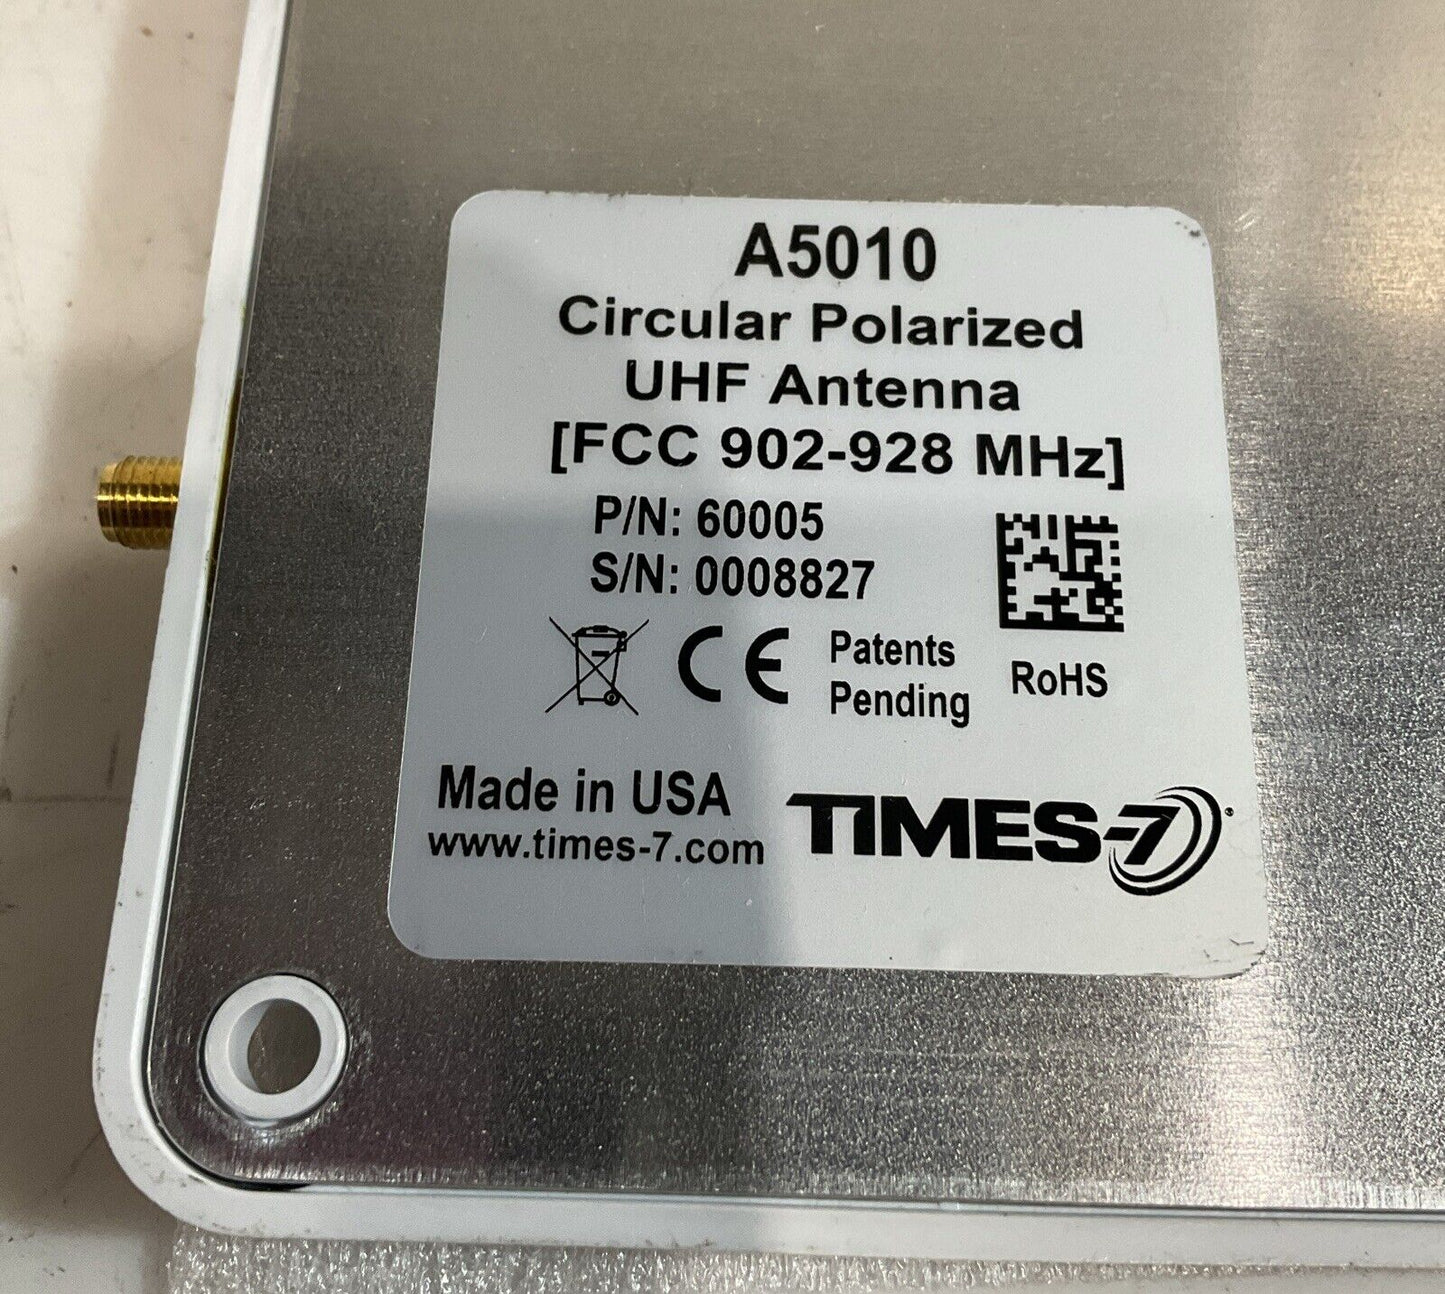 A5010
Circular Polarized
UHF Antenna
[FCC 902-928 MHz]
P/N: 60005
S/N: 0008827
CE
Patents
Pending
RoHS
Made in USA
www.times-7.com
TIMES-7